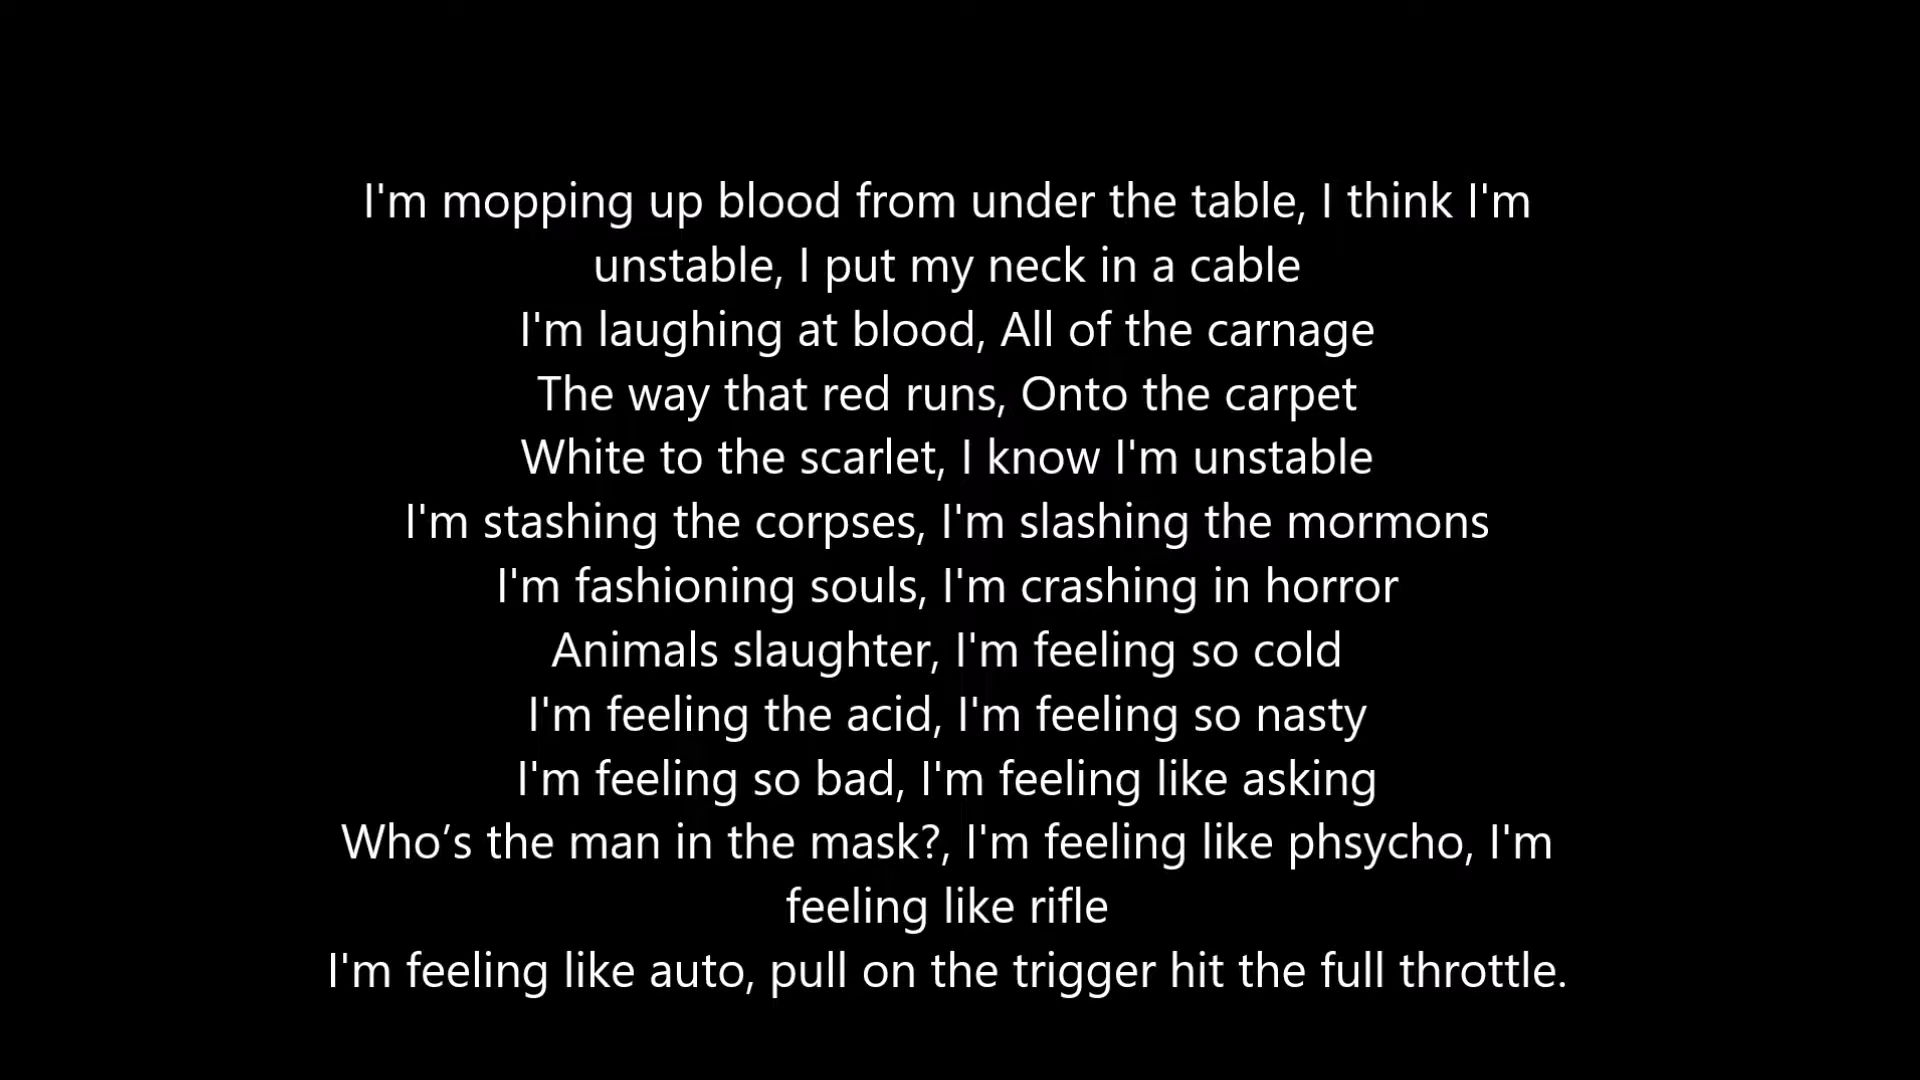 I'm mopping up blood from under the table, I think I'm
unstable, I put my neck in a cable
I'm laughing at blood, All of the carnage
The way that red runs, Onto the carpet
White to the scarlet, I know I'm unstable
I'm stashing the corpses, I'm slashing the mormons
I'm fashioning souls, I'm crashing in horror
Animals slaughter, I'm feeling so cold
I'm feeling the acid, I'm feeling so nasty
I'm feeling so bad, I'm feeling like asking
Who’s the man in the mask?, I'm feeling like phsycho, I'm
feeling like rifle
I'm feeling like auto, pull on the trigger hit the full throttle.